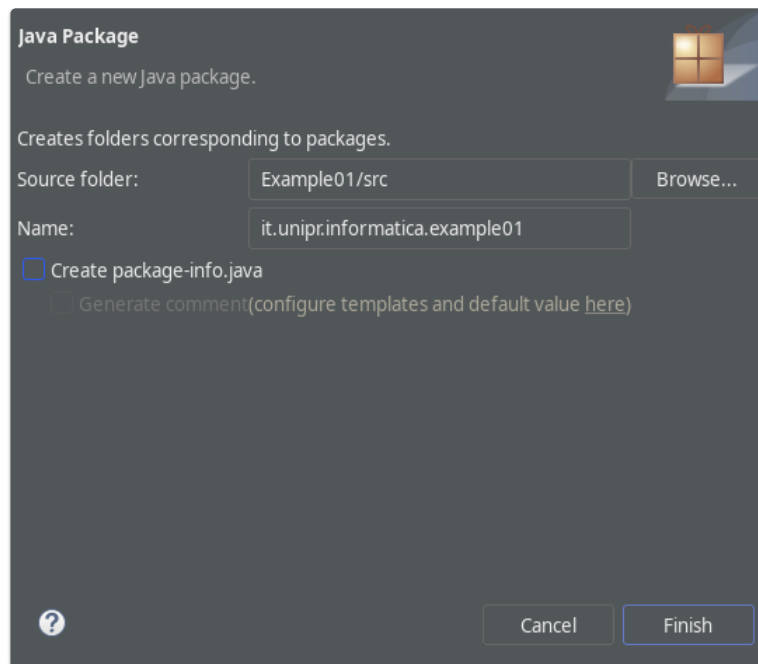 Java Package
Create a new Java package.
Creates folders corresponding to packages.
Source folder: Example01/src Browse...
Name: it.unipr.informatica.example01
Create package-info.java
Generate comment(configure templates and default value here)
? Cancel Finish